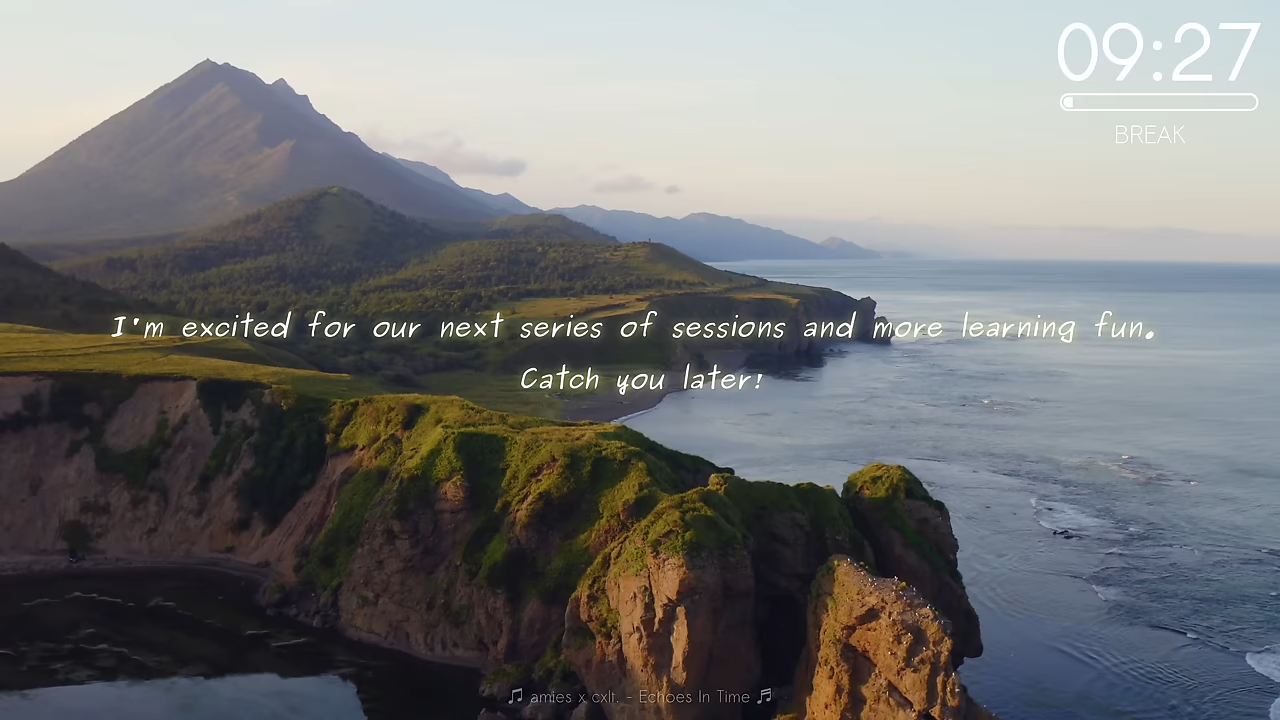 09:27
BREAK
I'm excited for our next series of sessions and more learning fun.
Catch you later!
♫ amies x cxlt. - Echoes In Time ♬